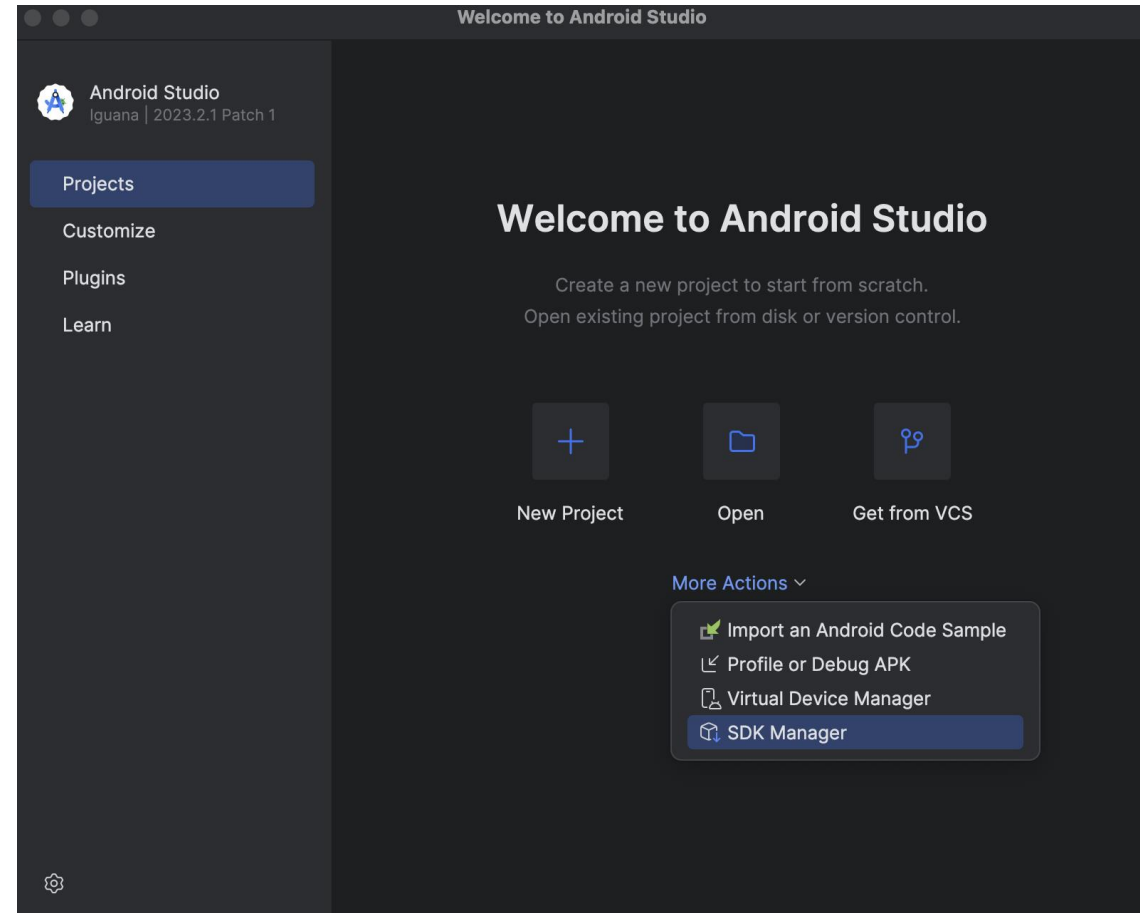 Welcome to Android Studio
Android Studio
Iguana | 2023.2.1 Patch 1
Projects
Customize
Plugins
Learn
Welcome to Android Studio
Create a new project to start from scratch.
Open existing project from disk or version control.
New Project
Open
Get from VCS
More Actions
Import an Android Code Sample
Profile or Debug APK
Virtual Device Manager
SDK Manager